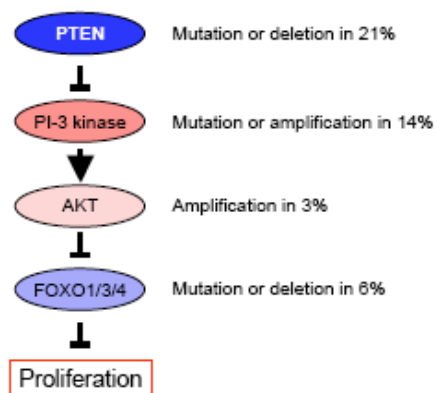 PTEN Mutation or deletion in 21%
PI-3 kinase Mutation or amplification in 14%
AKT Amplification in 3%
FOXO1/3/4 Mutation or deletion in 6%
Proliferation